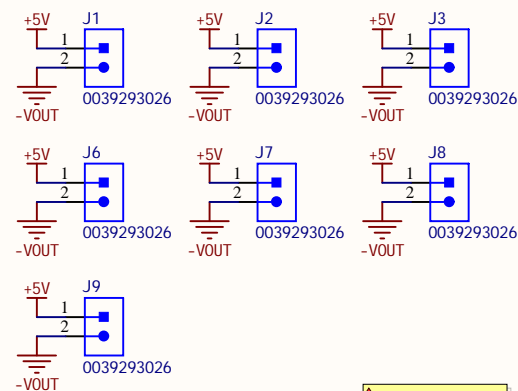 +5V J1
1
2
0039293026
-VOUT
+5V J2
1
2
0039293026
-VOUT
+5V J3
1
2
0039293026
-VOUT
+5V J6
1
2
0039293026
-VOUT
+5V J7
1
2
0039293026
-VOUT
+5V J8
1
2
0039293026
-VOUT
+5V J9
1
2
0039293026
-VOUT